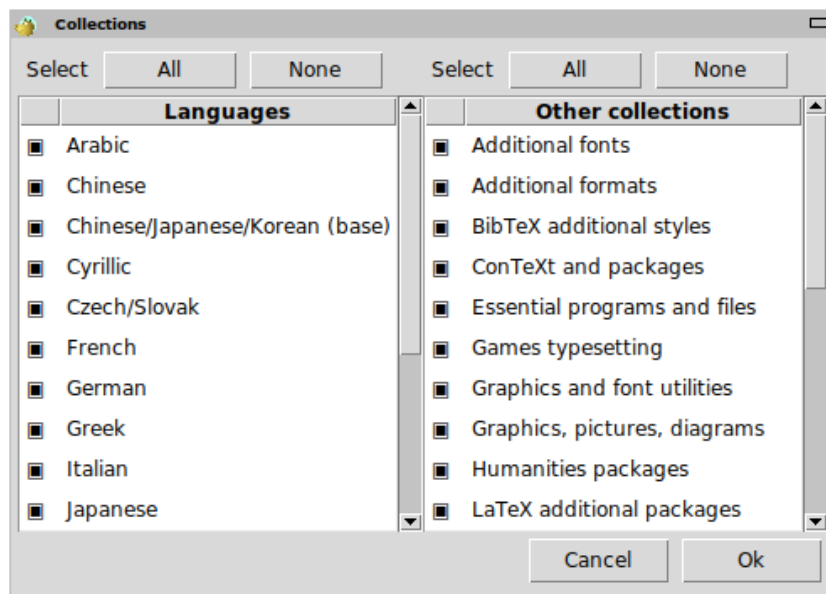 Collections
Select All None
Select All None
Languages
Arabic
Chinese
Chinese/Japanese/Korean (base)
Cyrillic
Czech/Slovak
French
German
Greek
Italian
Japanese
Other collections
Additional fonts
Additional formats
BibTeX additional styles
ConTeXt and packages
Essential programs and files
Games typesetting
Graphics and font utilities
Graphics, pictures, diagrams
Humanities packages
LaTeX additional packages
Cancel Ok